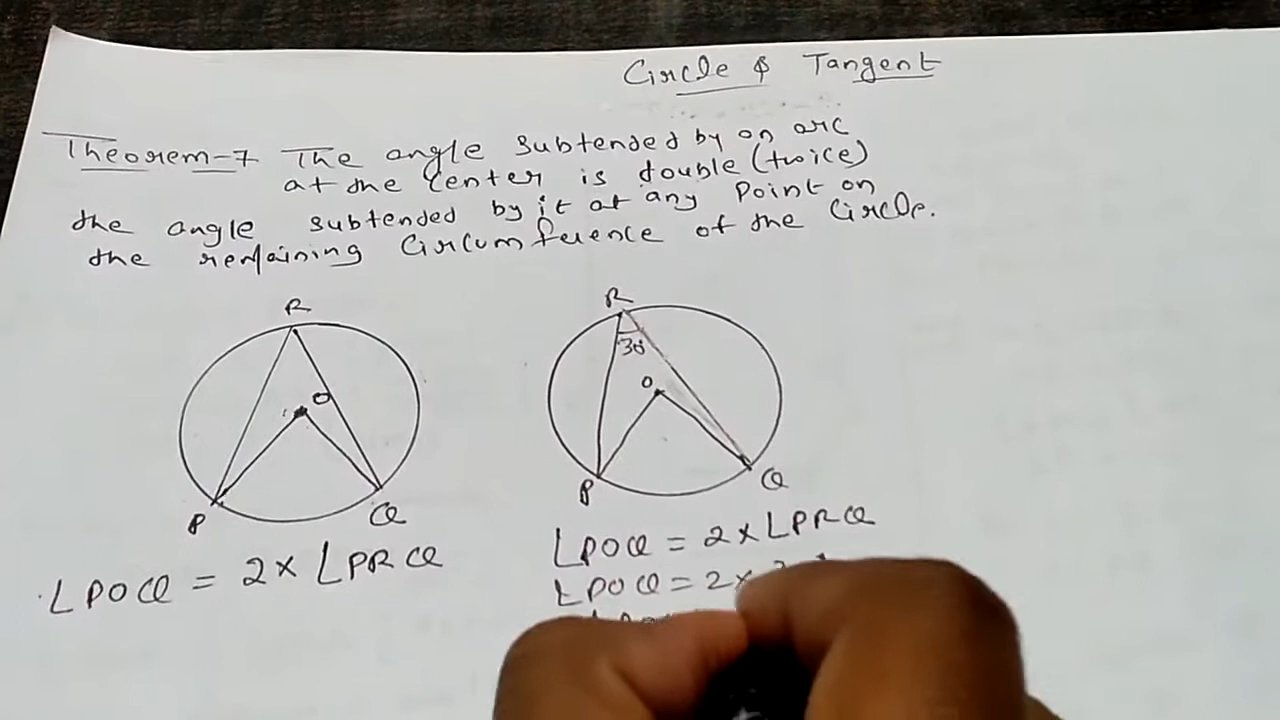 Circle & Tangent
Theorem-7 The angle subtended by an arc
at the center is double (twice)
the angle subtended by it at any point on
the remaining circumference of the circle.
R
O
P
Q
∠POQ = 2× ∠PRQ
R
30
O
P
Q
∠POQ = 2× ∠PRQ
∠POQ = 2×